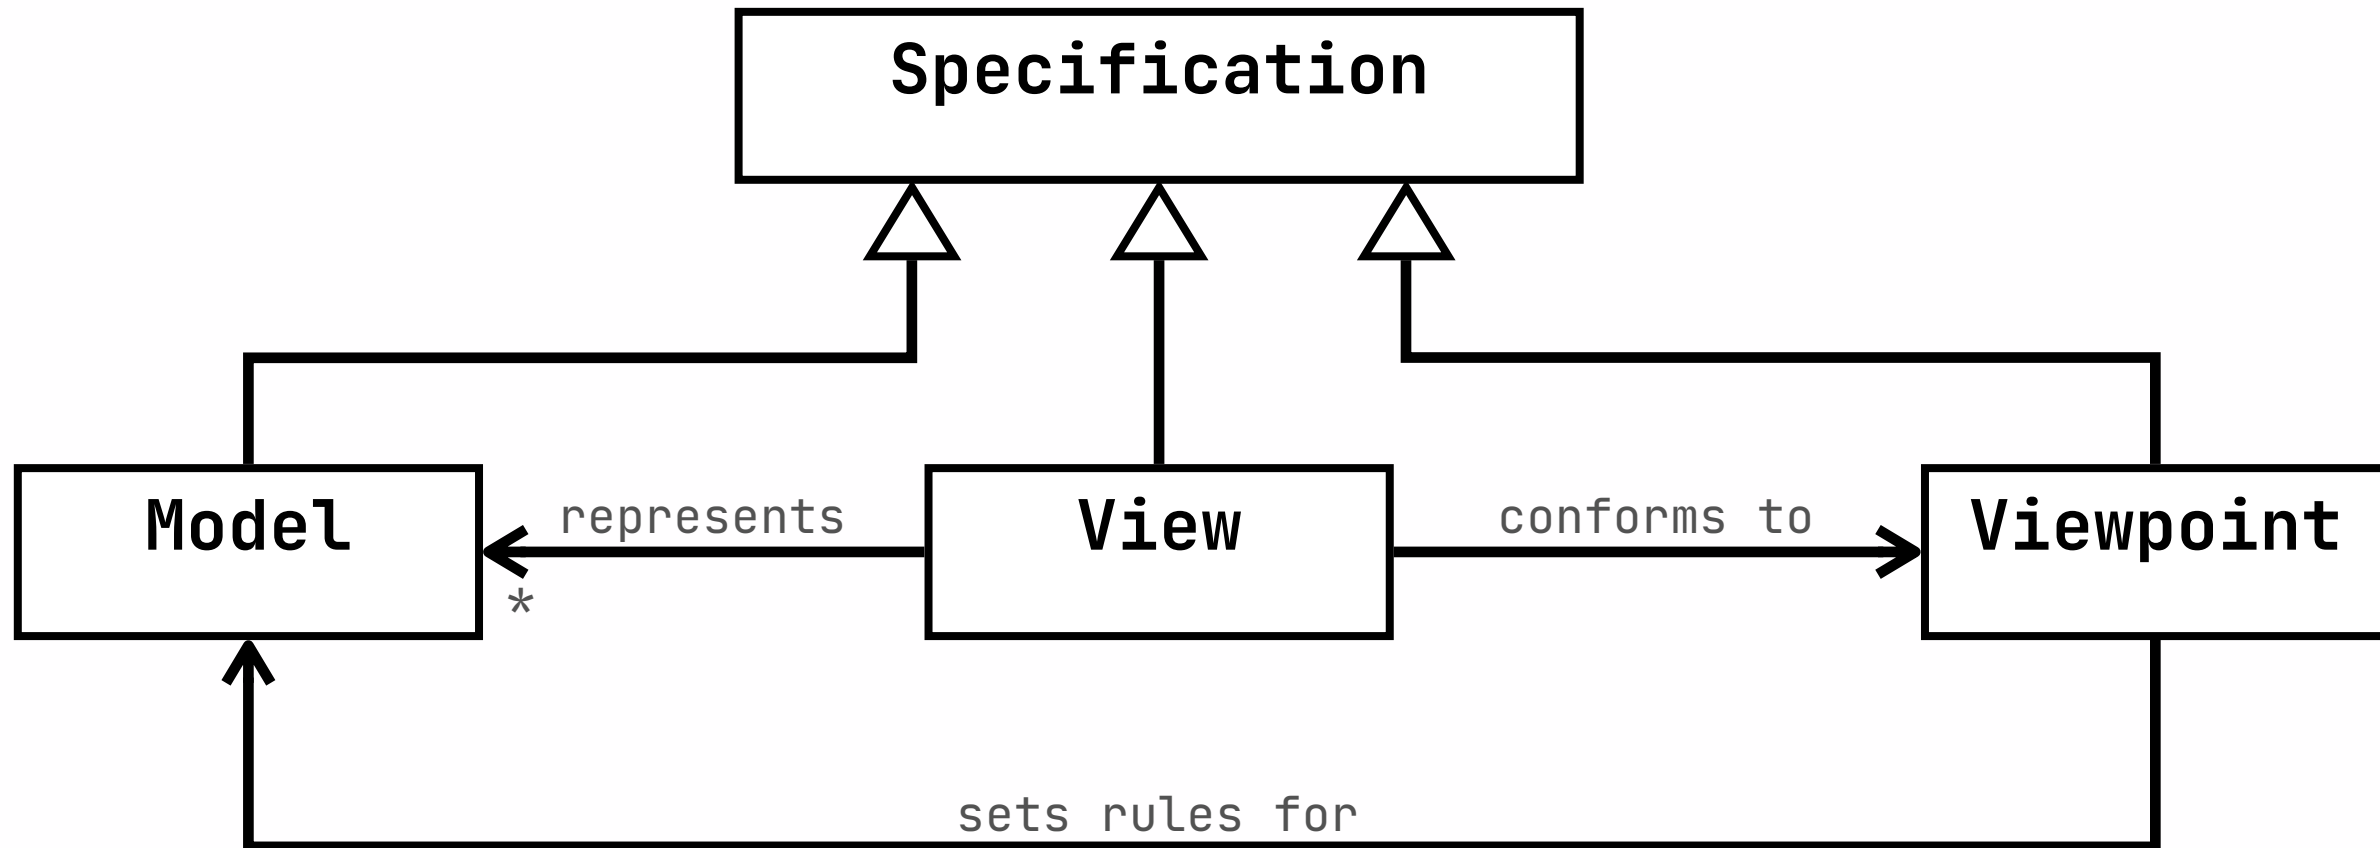 Specification
Model
represents
*
View
conforms to
Viewpoint
sets rules for